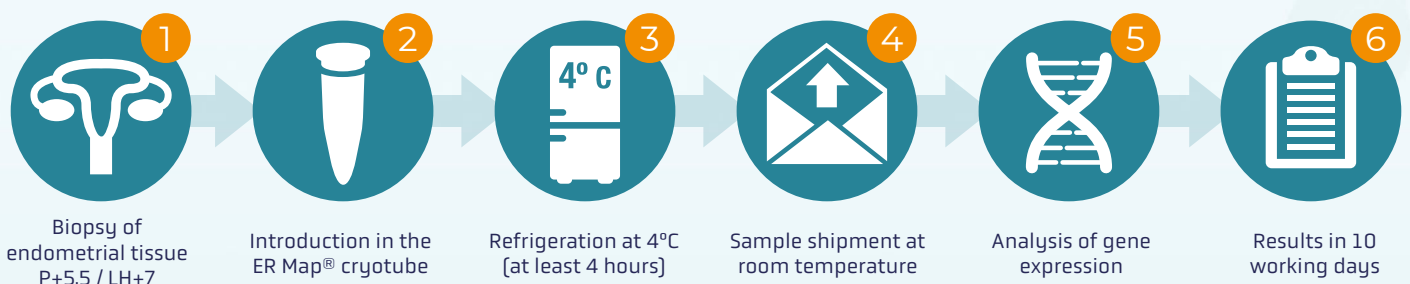 1
2
3
4
5
6
4º C
Biopsy of
endometrial tissue
P+5.5 / LH+7
Introduction in the
ER Map® cryotube
Refrigeration at 4ºC
(at least 4 hours)
Sample shipment at
room temperature
Analysis of gene
expression
Results in 10
working days